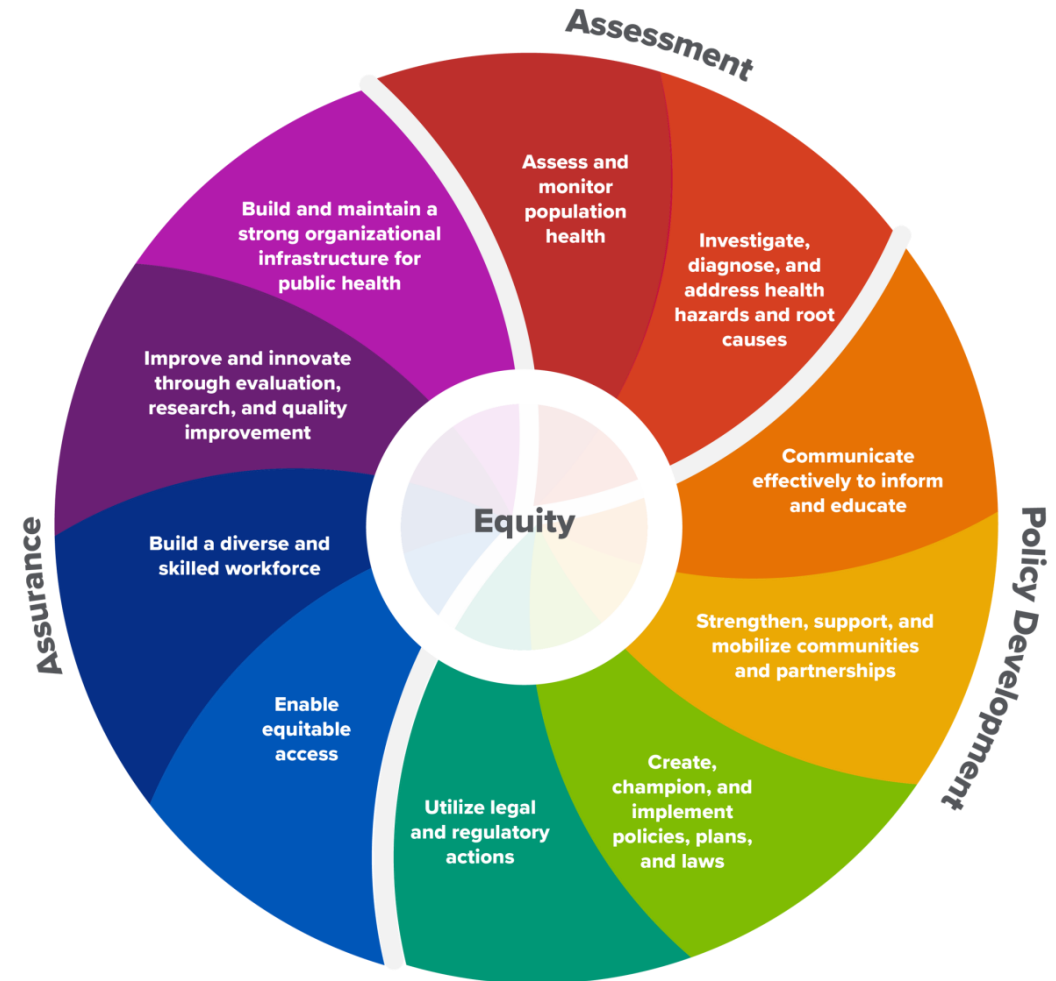 Assessment
Assess and
monitor
population
health
Investigate,
diagnose, and
address health
hazards and root
causes
Policy Development
Communicate
effectively to inform
and educate
Strengthen, support, and
mobilize communities
and partnerships
Create,
champion, and
implement
policies, plans,
and laws
Utilize legal
and regulatory
actions
Assurance
Enable
equitable
access
Build a diverse and
skilled workforce
Improve and innovate
through evaluation,
research, and quality
improvement
Build and maintain a
strong organizational
infrastructure for
public health
Equity